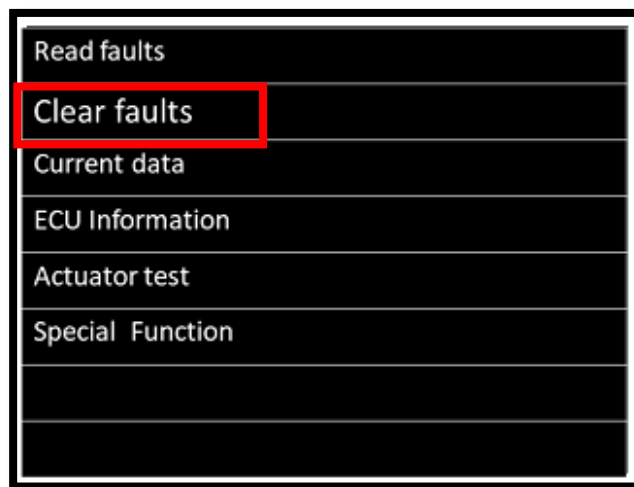 Read faults
Clear faults
Current data
ECU Information
Actuator test
Special Function